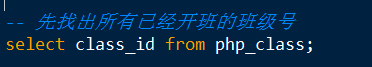 -- 先找出所有已经开班的班级号
select class_id from php_class;